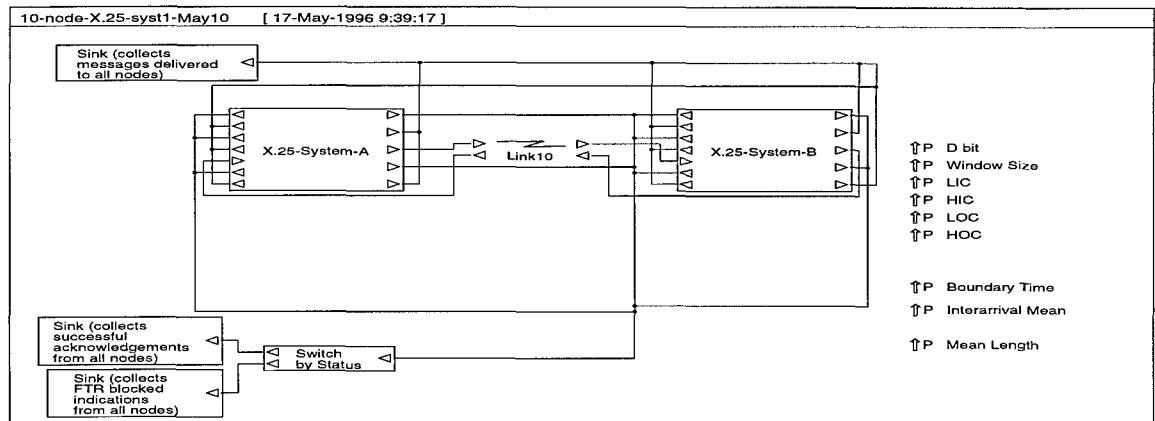 10-node-X.25-syst1-May10 [ 17-May-1996 9:39:17 ]
Sink (collects
messages delivered
to all nodes)
X.25-System-A
Link10
X.25-System-B
⇑P D bit
⇑P Window Size
⇑P LIC
⇑P HIC
⇑P LOC
⇑P HOC
⇑P Boundary Time
⇑P Interarrival Mean
⇑P Mean Length
Sink (collects
successful
acknowledgements
from all nodes)
Switch
by Status
Sink (collects
FTR blocked
indications
from all nodes)